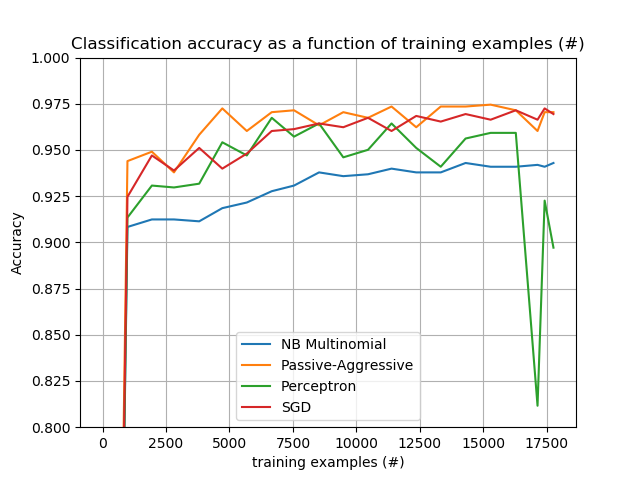 Classification accuracy as a function of training examples (#)
1.000
0.975
0.950
0.925
0.900
0.875
0.850
0.825
0.800
Accuracy
NB Multinomial
Passive-Aggressive
Perceptron
SGD
0 2500 5000 7500 10000 12500 15000 17500
training examples (#)